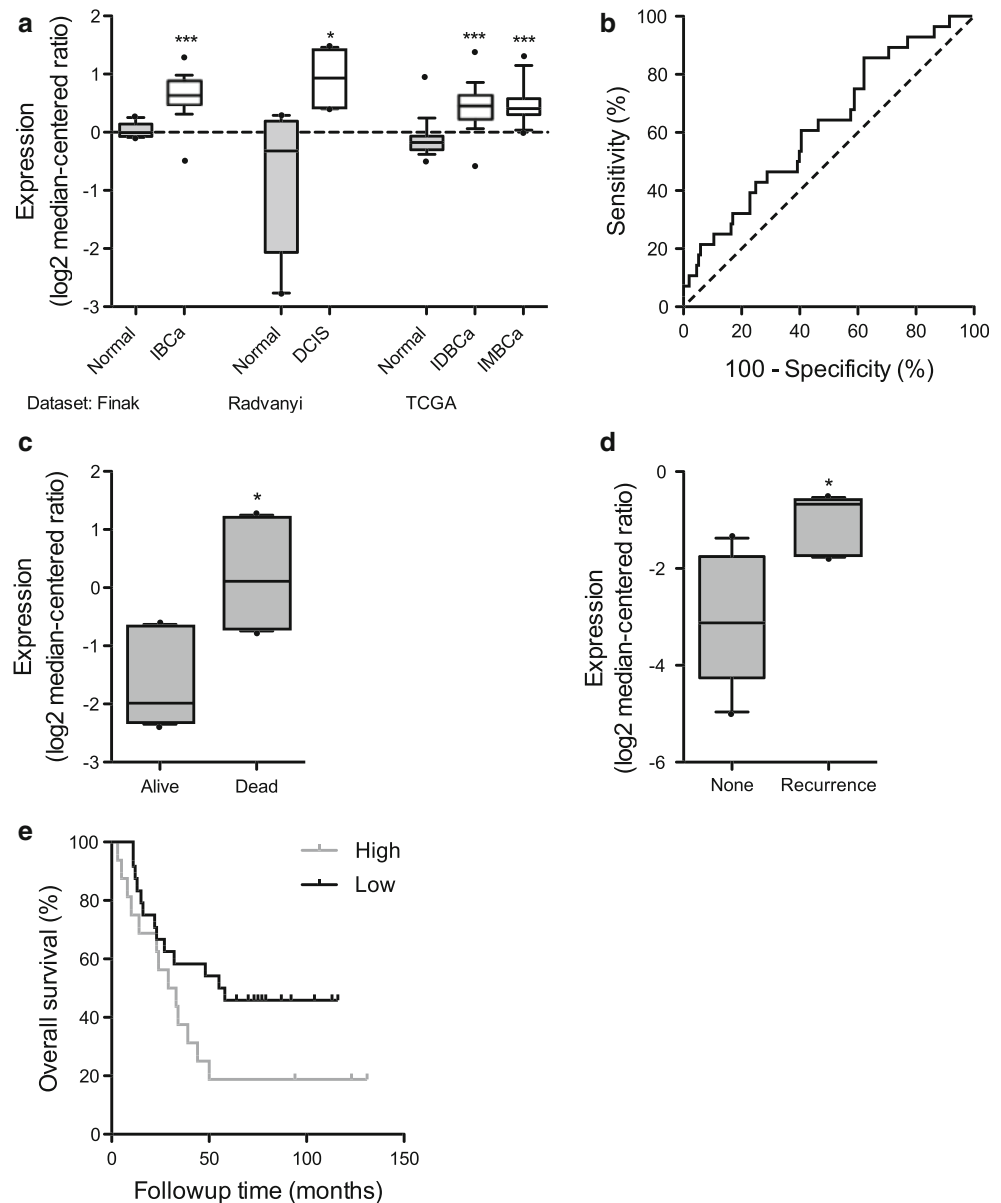 a
Expression
(log2 median-centered ratio)
2
1
0
-1
-2
-3
***
*
***
***
Normal
IBCa
Normal
DCIS
Normal
IDBCa
IMBCa
Dataset: Finak
Radvanyi
TCGA
b
Sensitivity (%)
100
80
60
40
20
0
0
20
40
60
80
100
100 - Specificity (%)
c
Expression
(log2 median-centered ratio)
2
1
0
-1
-2
-3
*
Alive
Dead
d
Expression
(log2 median-centered ratio)
0
-2
-4
-6
*
None
Recurrence
e
Overall survival (%)
100
80
60
40
20
0
High
Low
0
50
100
150
Followup time (months)